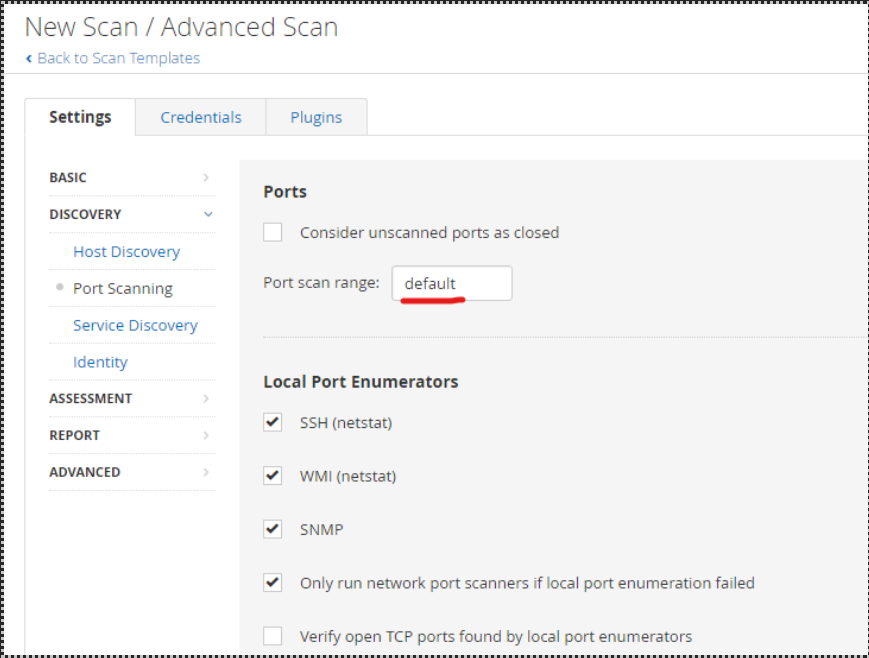 New Scan / Advanced Scan
Back to Scan Templates
Settings
Credentials
Plugins
BASIC
DISCOVERY
Host Discovery
Port Scanning
Service Discovery
Identity
ASSESSMENT
REPORT
ADVANCED
Ports
Consider unscanned ports as closed
Port scan range: default
Local Port Enumerators
SSH (netstat)
WMI (netstat)
SNMP
Only run network port scanners if local port enumeration failed
Verify open TCP ports found by local port enumerators